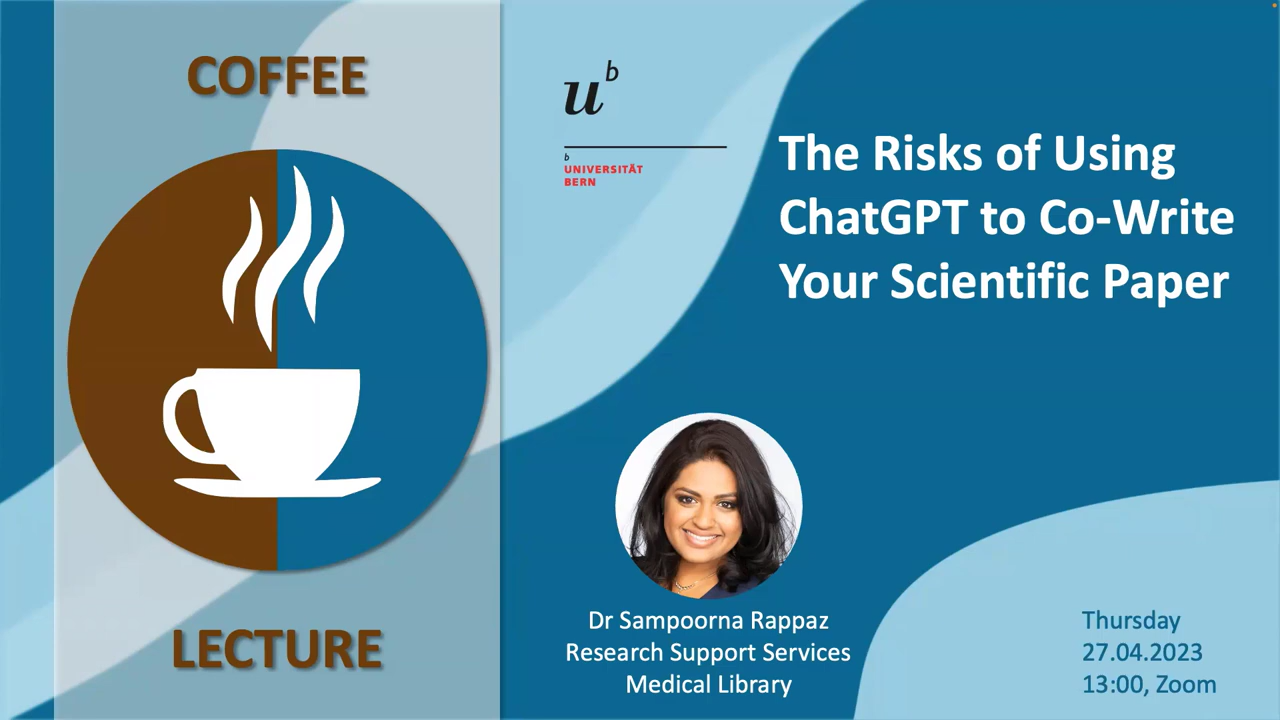 COFFEE
LECTURE
u^b
b
UNIVERSITÄT
BERN
The Risks of Using
ChatGPT to Co-Write
Your Scientific Paper
Dr Sampoorna Rappaz
Research Support Services
Medical Library
Thursday
27.04.2023
13:00, Zoom